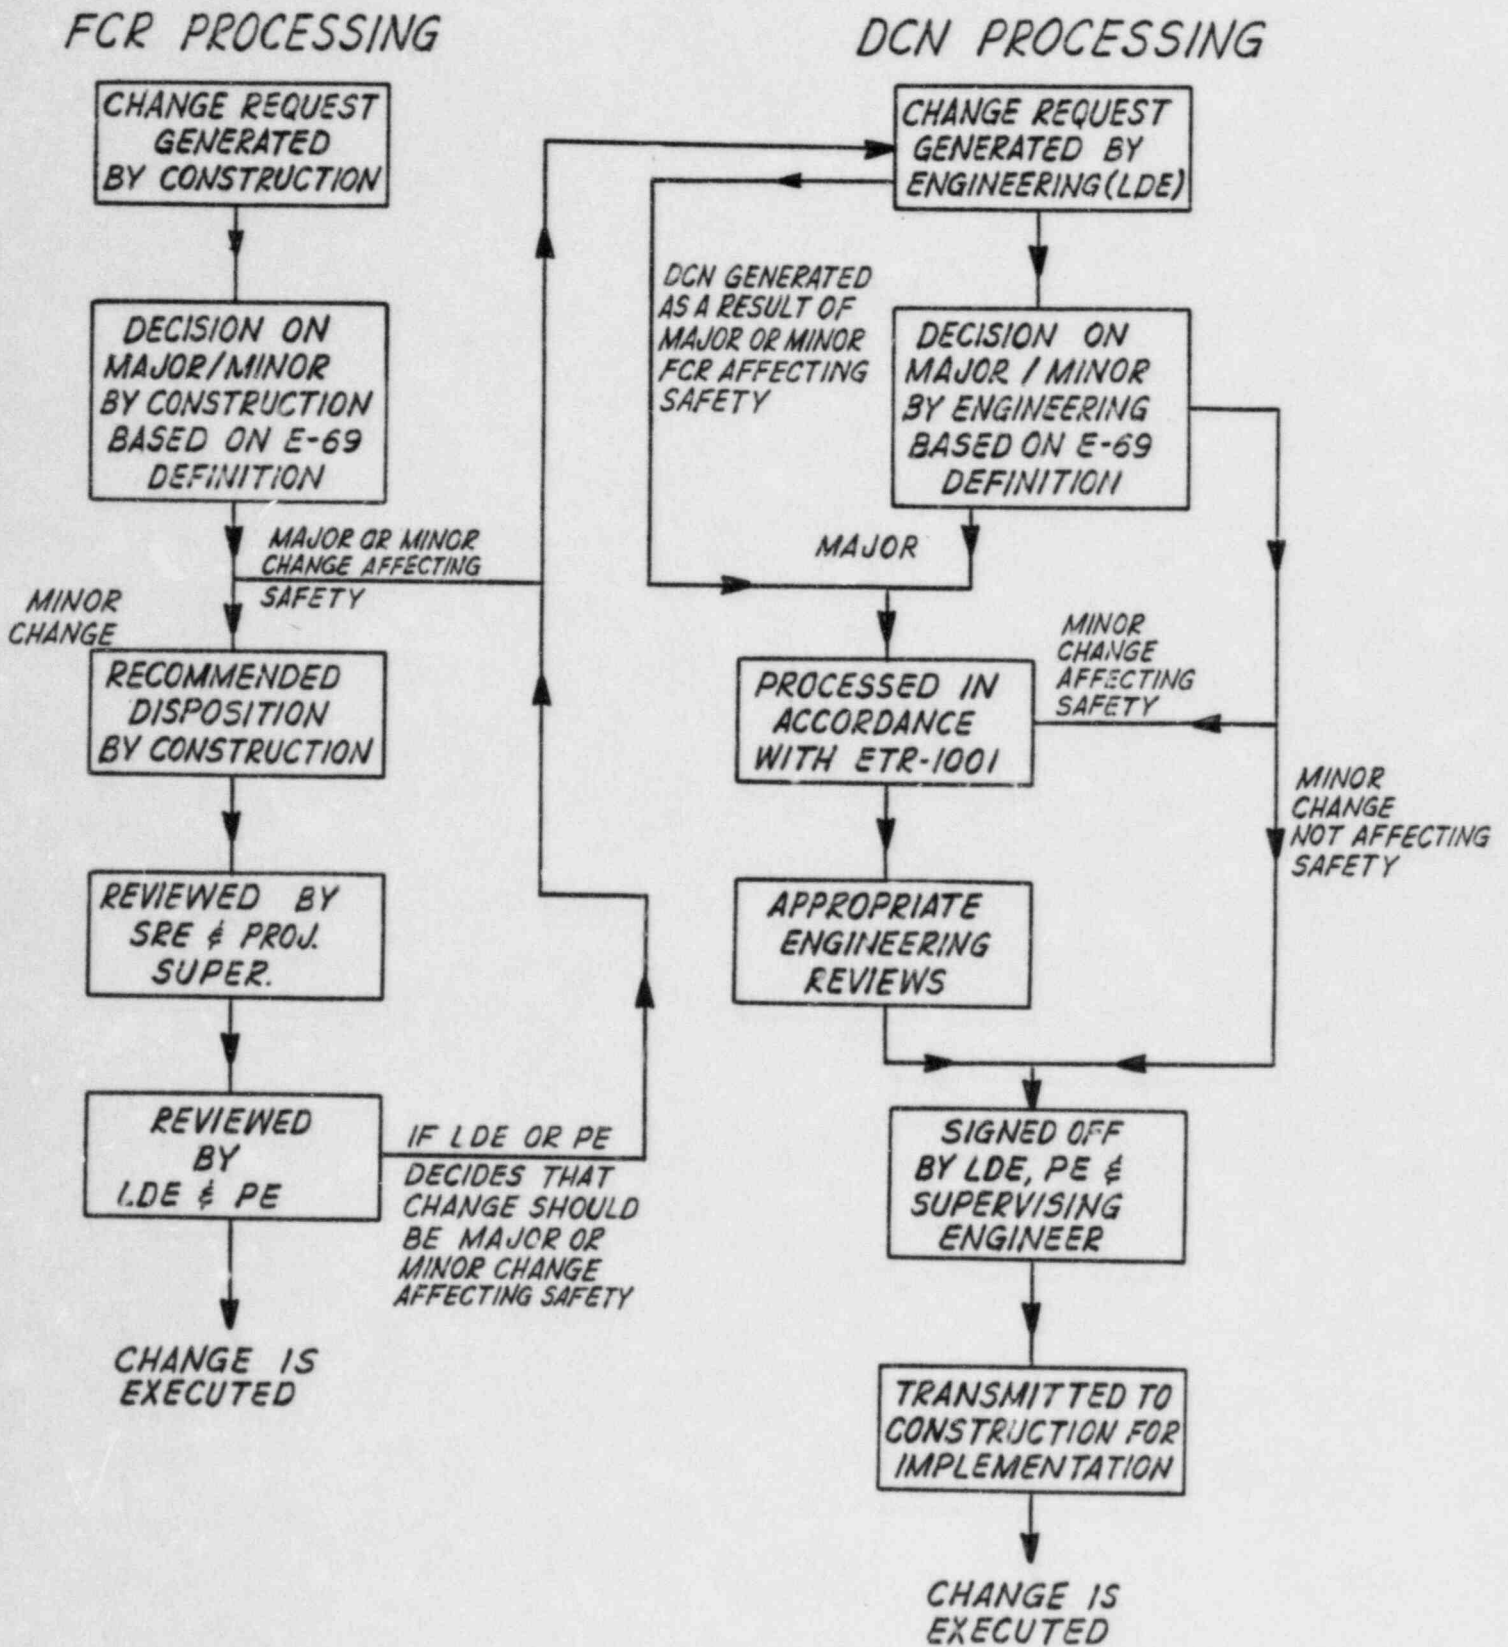 FCR PROCESSING
CHANGE REQUEST
GENERATED
BY CONSTRUCTION
DECISION ON
MAJOR/MINOR
BY CONSTRUCTION
BASED ON E-69
DEFINITION
MAJOR OR MINOR
CHANGE AFFECTING
SAFETY
MINOR
CHANGE
RECOMMENDED
DISPOSITION
BY CONSTRUCTION
REVIEWED BY
SRE & PROJ.
SUPER.
REVIEWED
BY
LDE & PE
IF LDE OR PE
DECIDES THAT
CHANGE SHOULD
BE MAJOR OR
MINOR CHANGE
AFFECTING SAFETY
CHANGE IS
EXECUTED
DCN PROCESSING
CHANGE REQUEST
GENERATED BY
ENGINEERING (LDE)
DCN GENERATED
AS A RESULT OF
MAJOR OR MINOR
FCR AFFECTING
SAFETY
DECISION ON
MAJOR / MINOR
BY ENGINEERING
BASED ON E-69
DEFINITION
MAJOR
MINOR
CHANGE
AFFECTING
SAFETY
PROCESSED IN
ACCORDANCE
WITH ETR-1001
MINOR
CHANGE
NOT AFFECTING
SAFETY
APPROPRIATE
ENGINEERING
REVIEWS
SIGNED OFF
BY LDE, PE &
SUPERVISING
ENGINEER
TRANSMITTED TO
CONSTRUCTION FOR
IMPLEMENTATION
CHANGE IS
EXECUTED